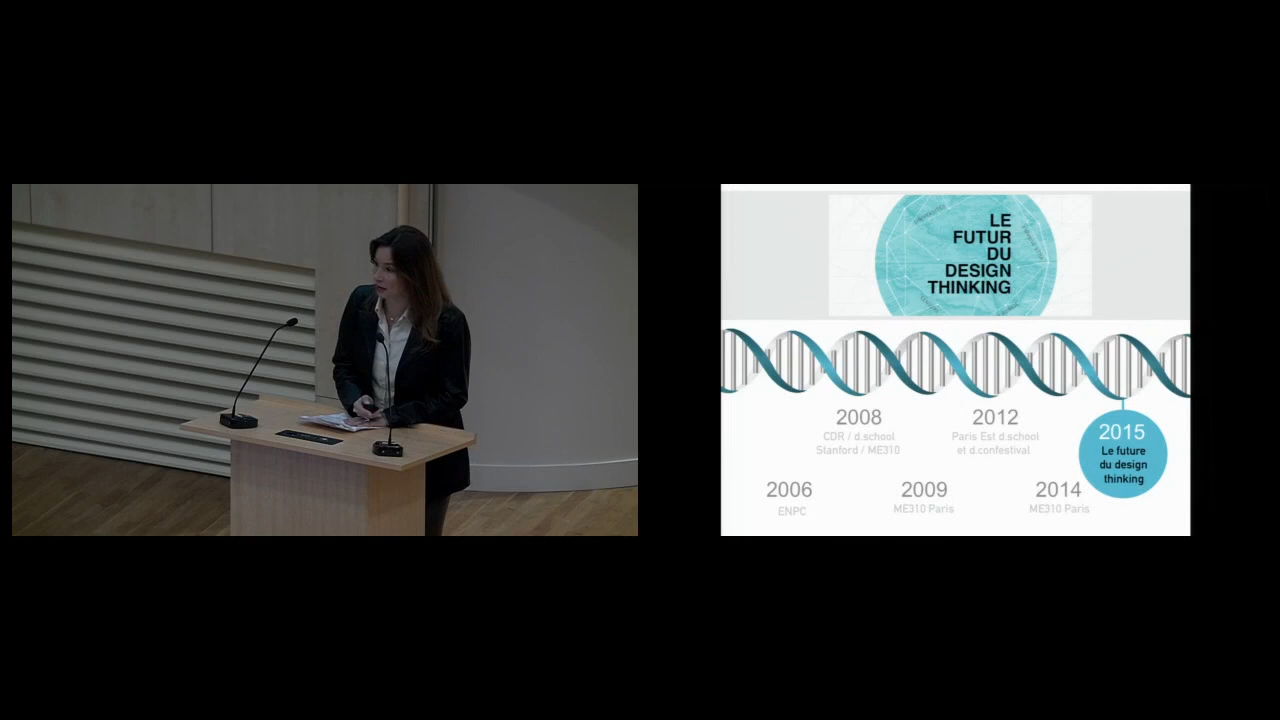 LE
FUTUR
DU
DESIGN
THINKING
2008
CDR / d.school
Stanford / ME310
2012
Paris Est d.school
et d.confestival
2015
Le future
du design
thinking
2006
ENPC
2009
ME310 Paris
2014
ME310 Paris